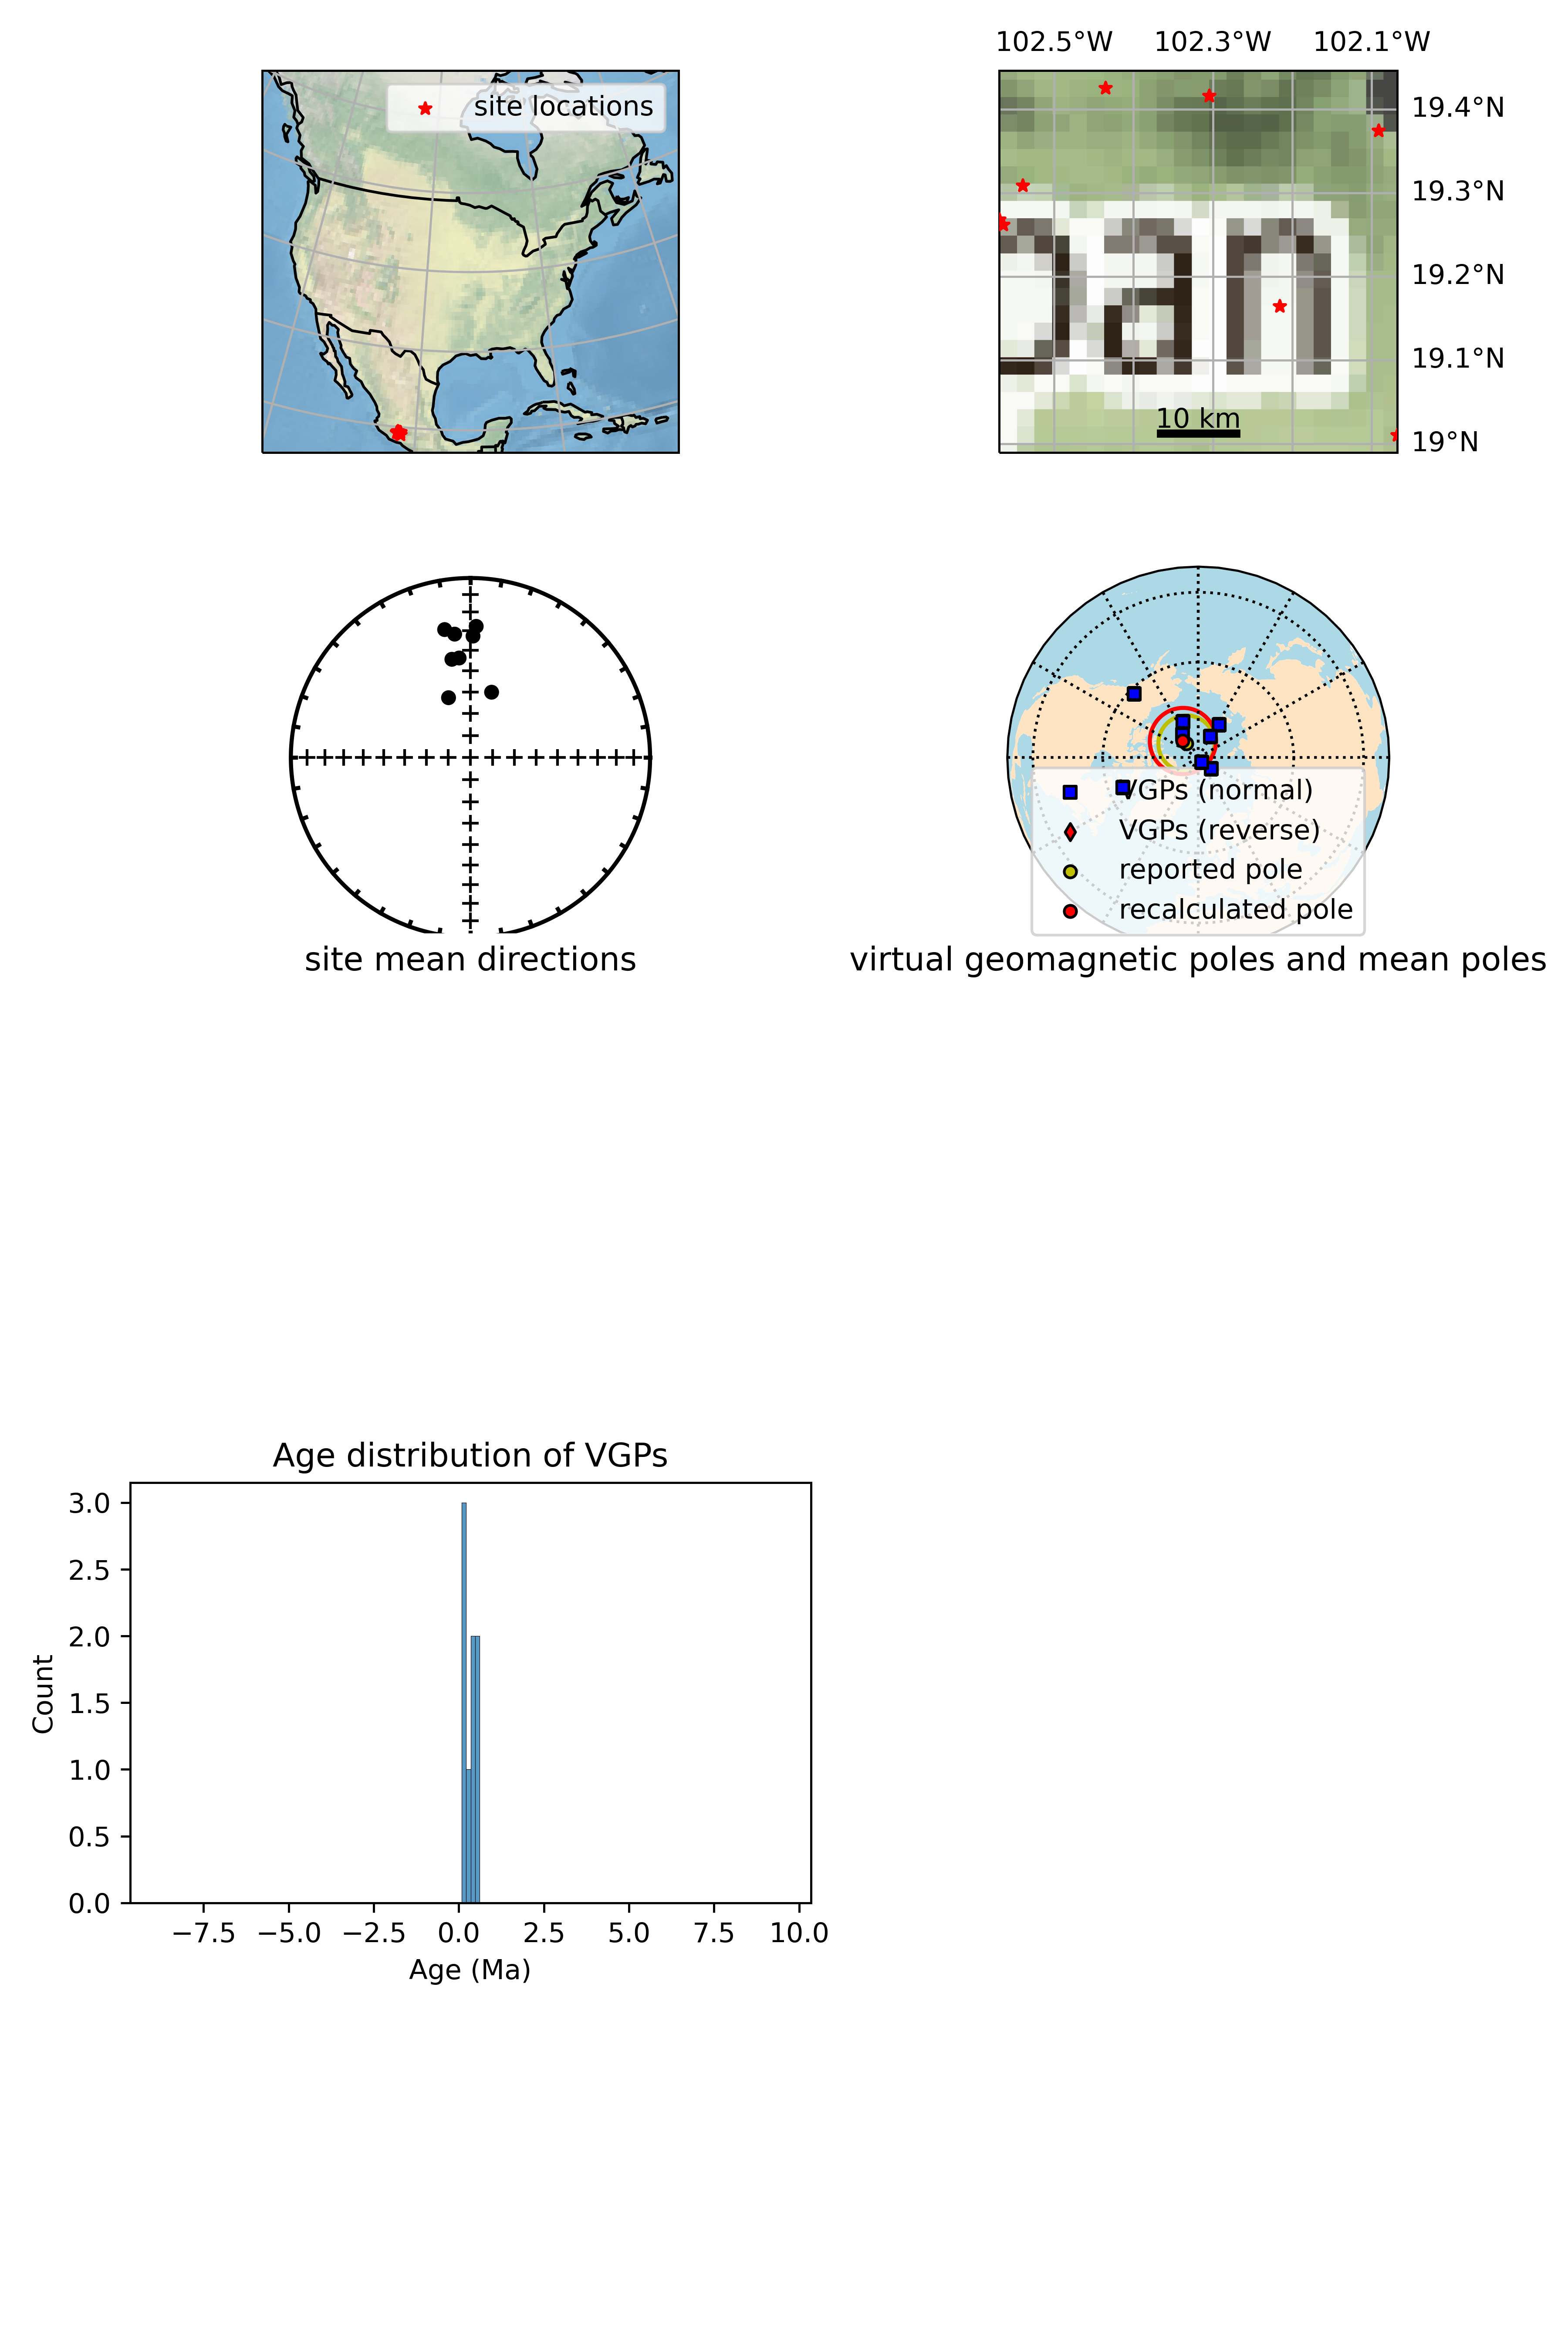 102.5°W 102.3°W 102.1°W
site locations
19.4°N
19.3°N
19.2°N
19.1°N
19°N
an
10 km
VGPs (normal)
VGPs (reverse)
reported pole
recalculated pole
site mean directions
virtual geomagnetic poles and mean poles
Age distribution of VGPs
3.0
2.5
2.0
1.5
1.0
0.5
0.0
Count
−7.5 −5.0 −2.5 0.0 2.5 5.0 7.5 10.0
Age (Ma)